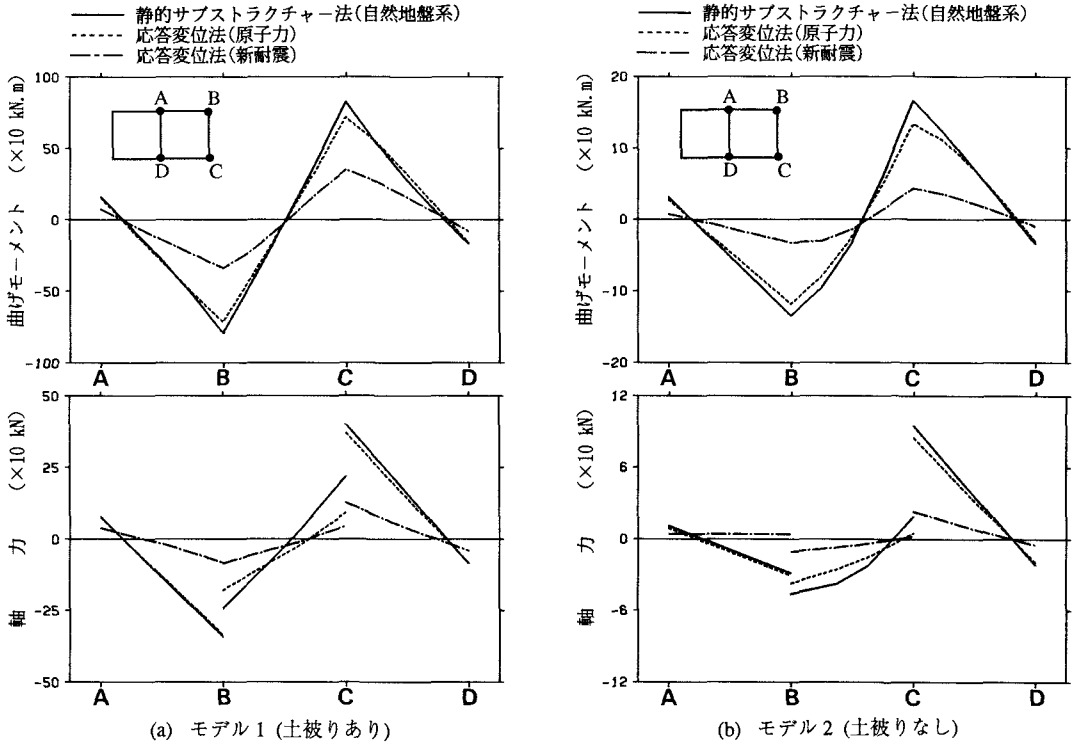 静的サブストラクチャー法(自然地盤系)
応答変位法(原子力)
応答変位法(新耐震)
曲げモーメント (×10 kN.m)
100
50
0
-50
-100
A B
D C
A B C D
軸力 (×10 kN)
50
25
0
-25
-50
A B C D
(a) モデル1 (土被りあり)
静的サブストラクチャー法(自然地盤系)
応答変位法(原子力)
応答変位法(新耐震)
曲げモーメント (×10 kN.m)
20
10
0
-10
-20
A B
D C
A B C D
軸力 (×10 kN)
12
6
0
-6
-12
A B C D
(b) モデル2 (土被りなし)